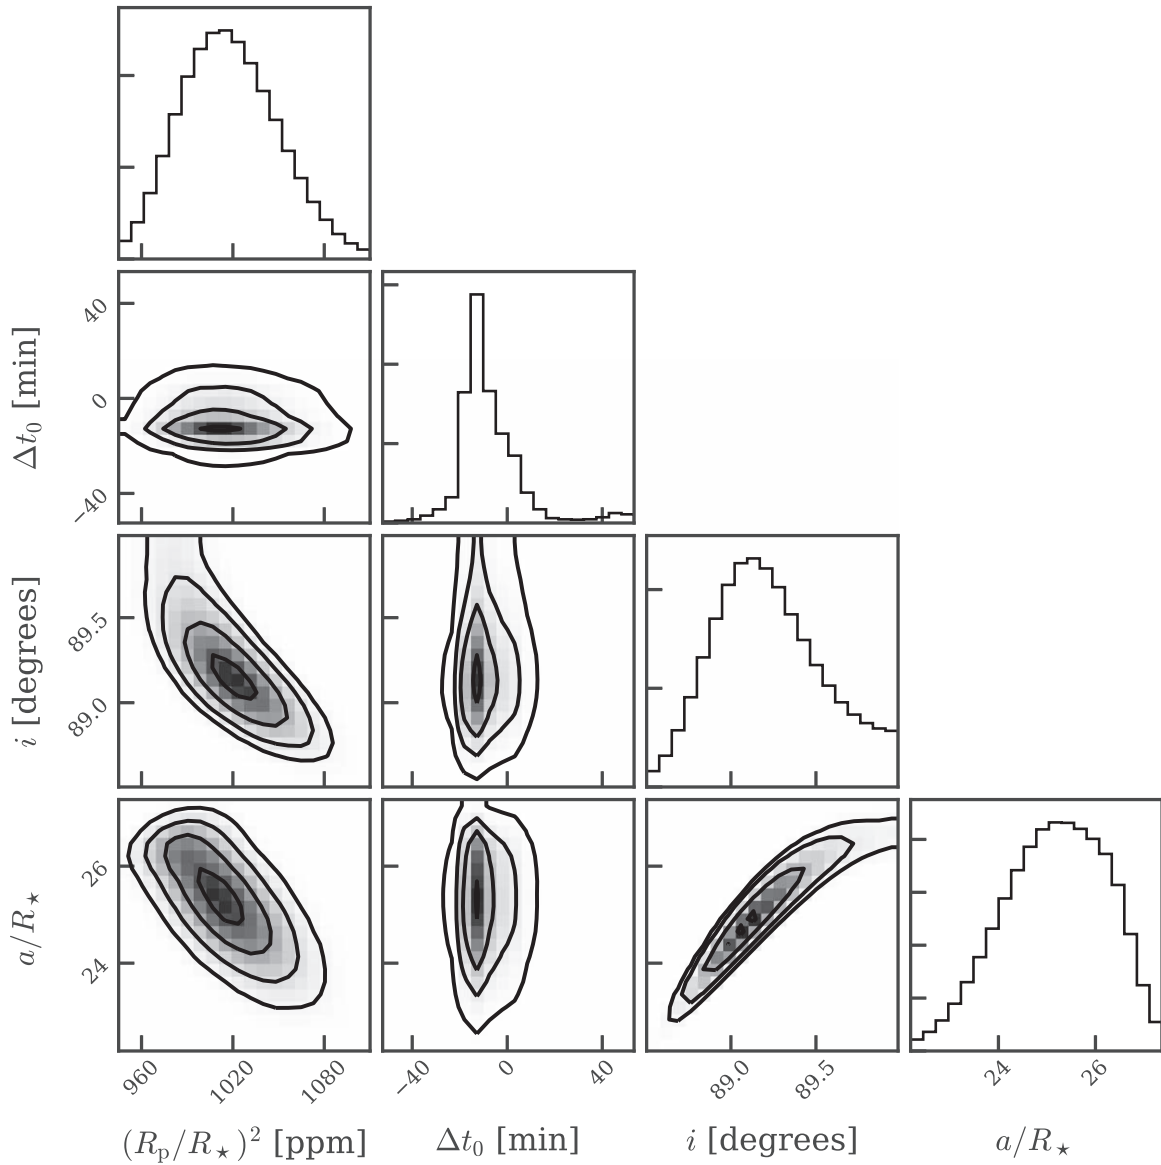 Δt₀ [min]
40
0
−40
i [degrees]
89.5
89.0
a/R⋆
26
24
960 1020 1080 −40 0 40 89.0 89.5 24 26
(Rₚ/R⋆)² [ppm] Δt₀ [min] i [degrees] a/R⋆